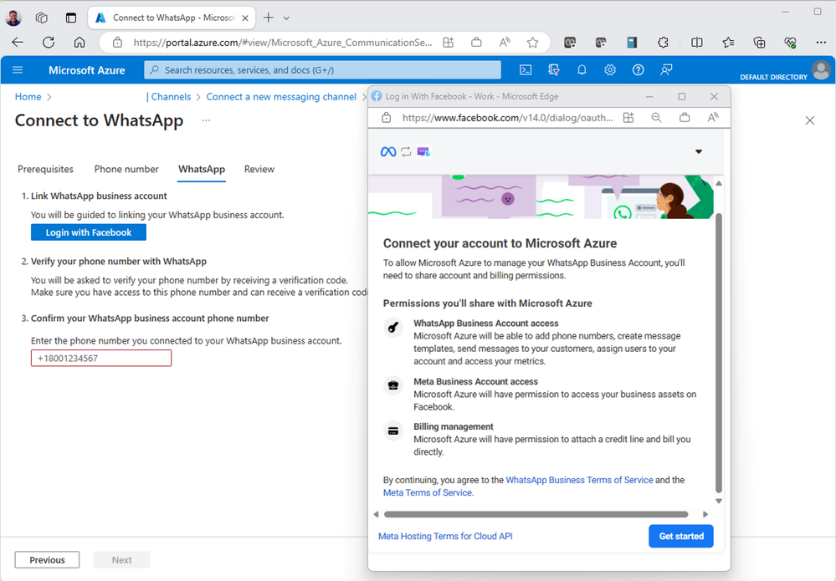 Connect to WhatsApp - Microsof
https://portal.azure.com/#view/Microsoft_Azure_CommunicationSe...
Microsoft Azure
Search resources, services, and docs (G+/)
DEFAULT DIRECTORY
Home > | Channels > Connect a new messaging channel >
Connect to WhatsApp ...
Prerequisites Phone number WhatsApp Review
1. Link WhatsApp business account
You will be guided to linking your WhatsApp business account.
Login with Facebook
2. Verify your phone number with WhatsApp
You will be asked to verify your phone number by receiving a verification code.
Make sure you have access to this phone number and can receive a verification code
3. Confirm your WhatsApp business account phone number
Enter the phone number you connected to your WhatsApp business account.
+18001234567
Previous Next
Log in With Facebook - Work - Microsoft Edge
https://www.facebook.com/v14.0/dialog/oauth...
Connect your account to Microsoft Azure
To allow Microsoft to manage your WhatsApp Business Account, you'll
need to share account and billing permissions.
Permissions you'll share with Microsoft Azure
WhatsApp Business Account access
Microsoft Azure will be able to add phone numbers, create message
templates, send messages to your customers, assign users to your
account and access your metrics.
Meta Business Account access
Microsoft Azure will have permission to access your business assets on
Facebook.
Billing management
Microsoft Azure will have permission to attach a credit line and bill you
directly.
By continuing, you agree to the WhatsApp Business Terms of Service and the
Meta Terms of Service.
Meta Hosting Terms for Cloud API
Get started